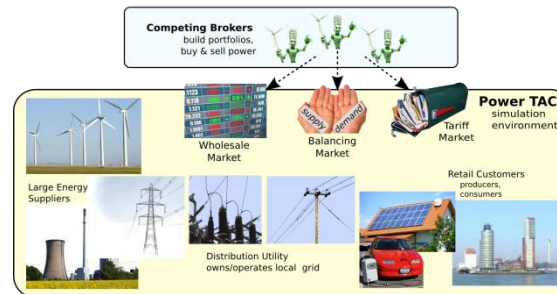 Competing Brokers
build portfolios,
buy & sell power
Power TAC
simulation
environment
supply
demand
Wholesale
Market
Balancing
Market
Tariff
Market
Large Energy
Suppliers
Distribution Utility
owns/operates local grid
Retail Customers
producers,
consumers